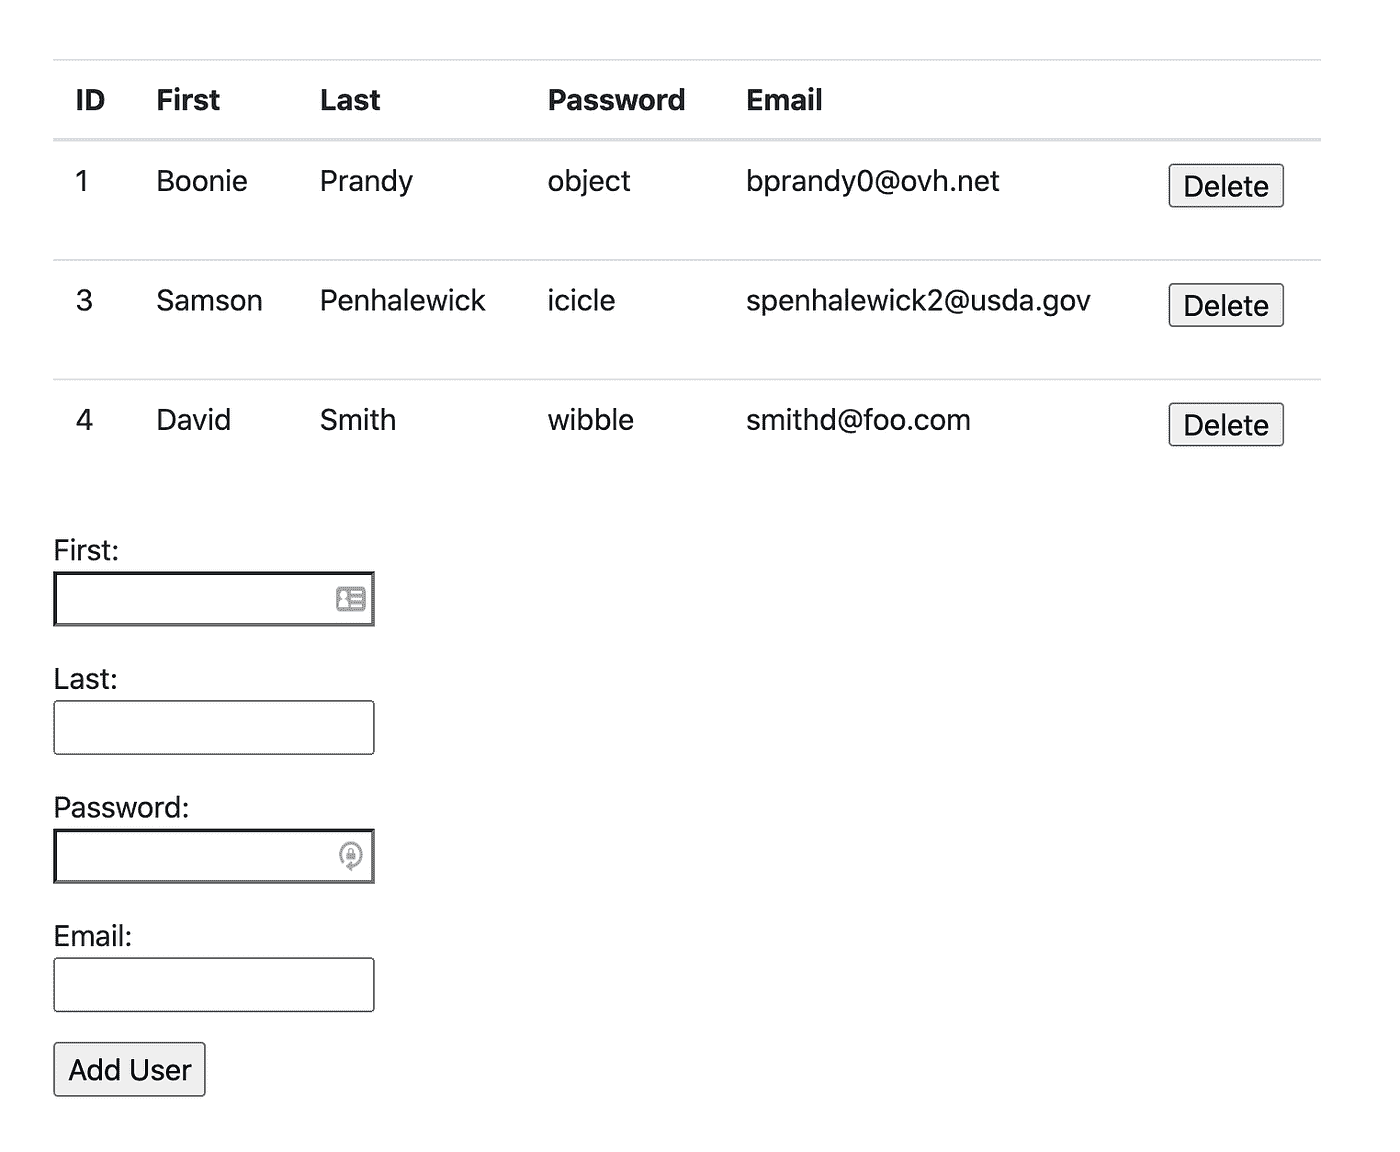 ID First Last Password Email
1 Boonie Prandy object bprandy0@ovh.net Delete
3 Samson Penhalewick icicle spenhalewick2@usda.gov Delete
4 David Smith wibble smithd@foo.com Delete
First:
Last:
Password:
Email:
Add User